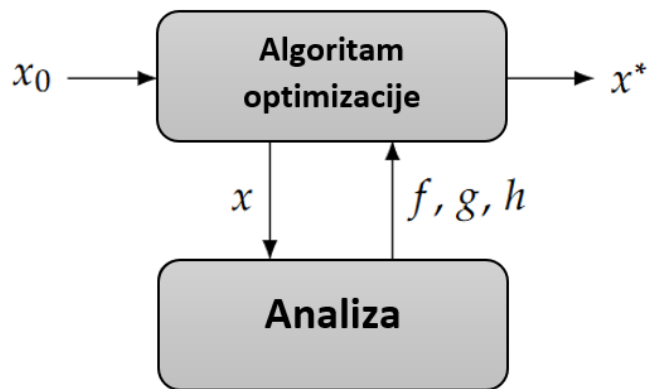 Algoritam
x₀
optimizacije
x*
x
f, g, h
Analiza